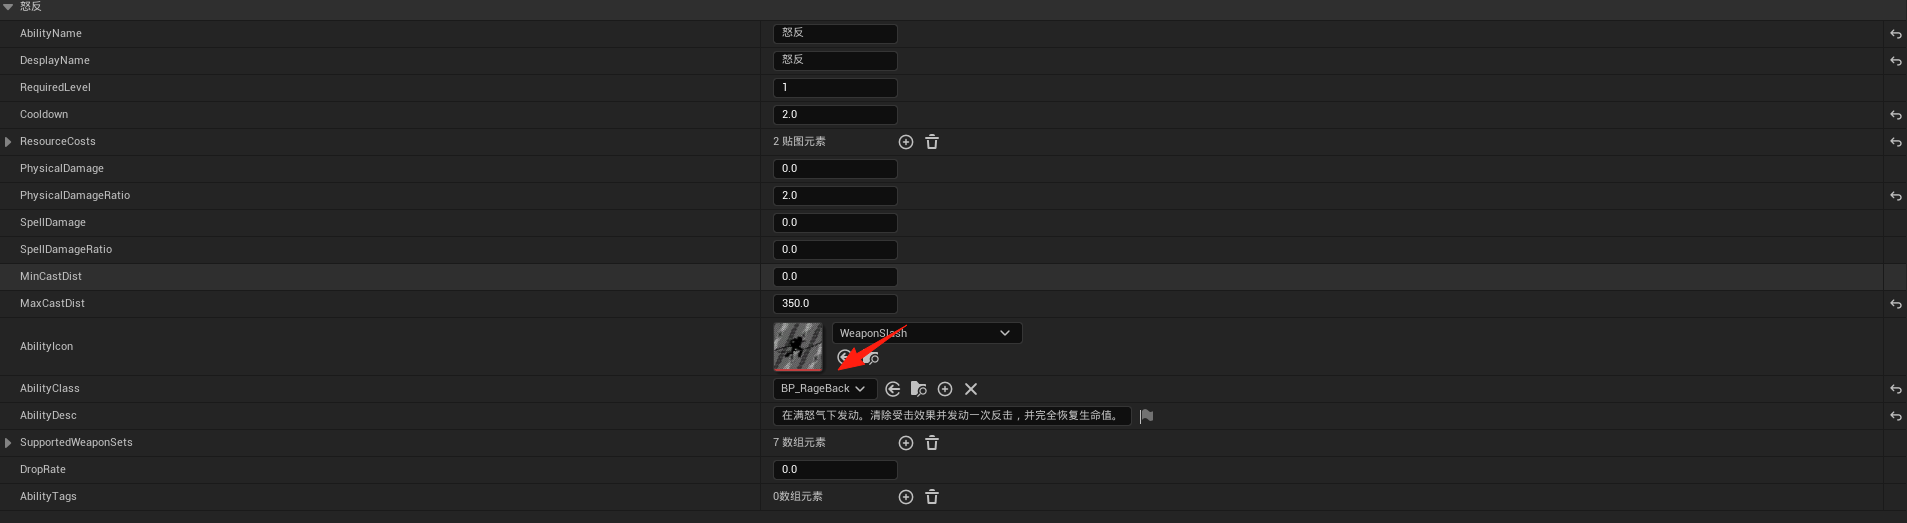 怒反
AbilityName 怒反
DesplayName 怒反
RequiredLevel 1
Cooldown 2.0
ResourceCosts 2 贴图元素
PhysicalDamage 0.0
PhysicalDamageRatio 2.0
SpellDamage 0.0
SpellDamageRatio 0.0
MinCastDist 0.0
MaxCastDist 350.0
AbilityIcon WeaponSlash
AbilityClass BP_RageBack
AbilityDesc 在满怒气下发动。清除受击效果并发动一次反击，并完全恢复生命值。
SupportedWeaponSets 7 数组元素
DropRate 0.0
AbilityTags 0数组元素